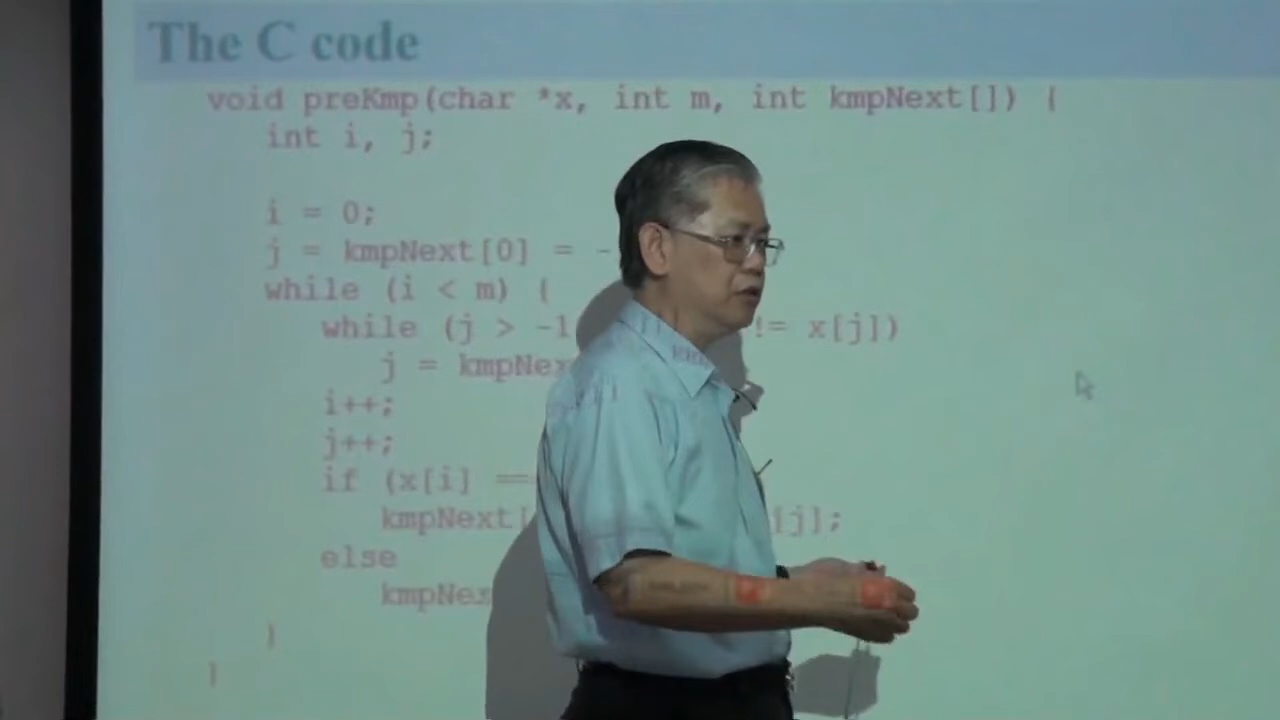 The C code
void preKmp(char *x, int m, int kmpNext[]) {
int i, j;
i = 0;
j = kmpNext[0] = -
while (i < m) {
while (j > -1 != x[j])
j = kmpNex
i++;
j++;
if (x[i] ==
kmpNext[ j];
else
kmpNex
}
}